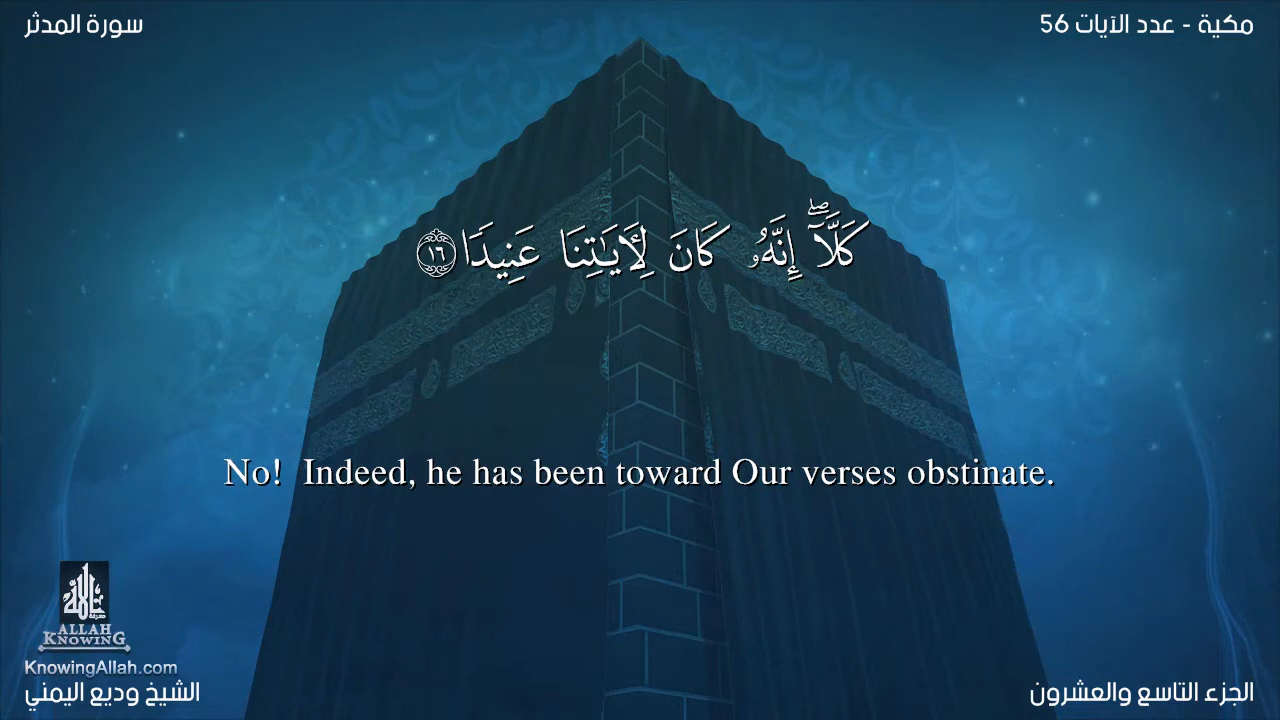 مكية - عدد الآيات 56
سورة المدثر
كَلَّآۖ إِنَّهُۥ كَانَ لِأٓيَٰتِنَا عَنِيدٗا ١٦
No! Indeed, he has been toward Our verses obstinate.
ALLAH
KNOWING
KnowingAllah.com
الجزء التاسع والعشرون
الشيخ وديع اليمني